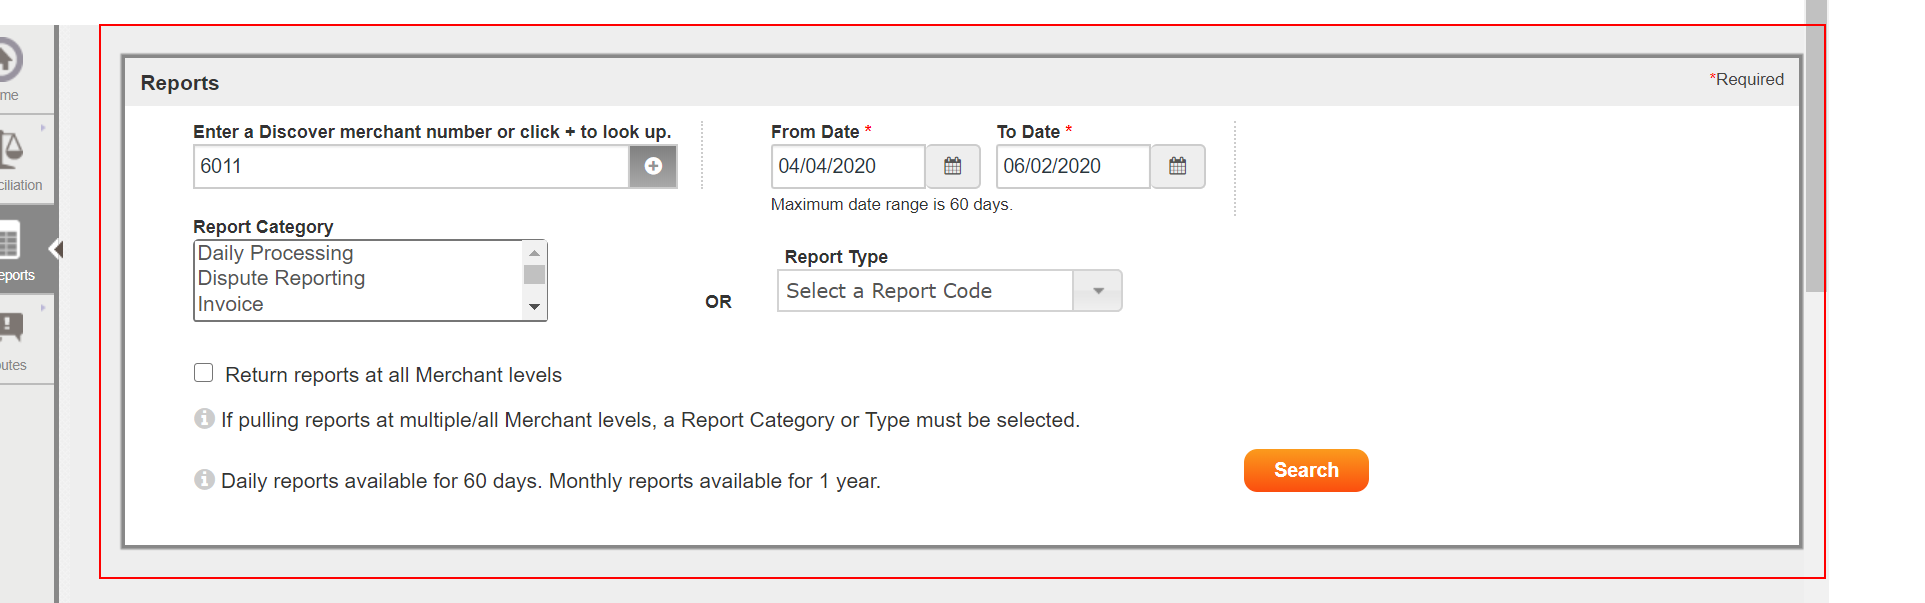 me
ciliation
eports
utes
Reports
*Required
Enter a Discover merchant number or click + to look up.
6011
From Date *
04/04/2020
To Date *
06/02/2020
Maximum date range is 60 days.
Report Category
Daily Processing
Dispute Reporting
Invoice
OR
Report Type
Select a Report Code
Return reports at all Merchant levels
If pulling reports at multiple/all Merchant levels, a Report Category or Type must be selected.
Daily reports available for 60 days. Monthly reports available for 1 year.
Search